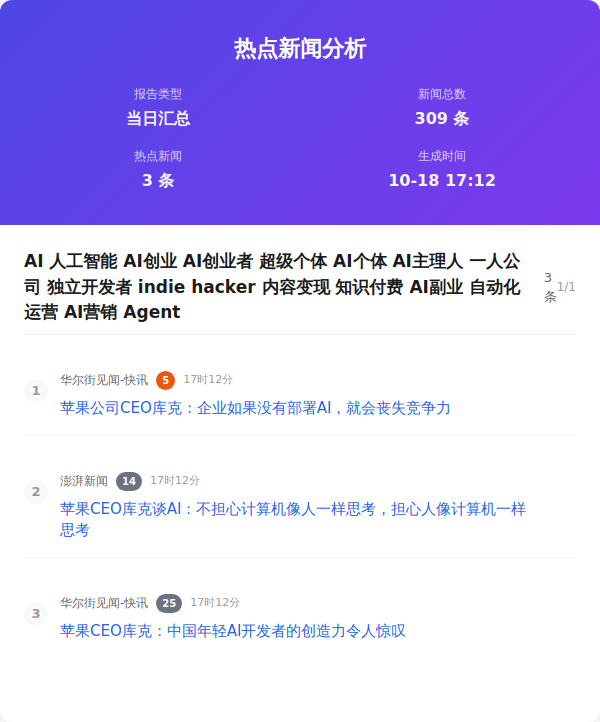 热点新闻分析
报告类型
当日汇总
新闻总数
309 条
热点新闻
3 条
生成时间
10-18 17:12
AI 人工智能 AI创业 AI创业者 超级个体 AI个体 AI主理人 一人公
司 独立开发者 indie hacker 内容变现 知识付费 AI副业 自动化
运营 AI营销 Agent
3
条
1/1
1
华尔街见闻-快讯 5 17时12分
苹果公司CEO库克：企业如果没有部署AI，就会丧失竞争力
2
澎湃新闻 14 17时12分
苹果CEO库克谈AI：不担心计算机像人一样思考，担心人像计算机一样
思考
3
华尔街见闻-快讯 25 17时12分
苹果CEO库克：中国年轻AI开发者的创造力令人惊叹